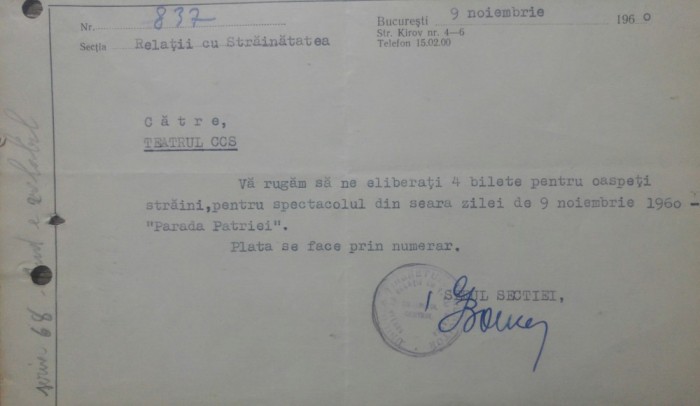 Nr. 837
București 9 noiembrie 1960
Secția Relații cu Străinătatea
Str. Kirov nr. 4—6
Telefon 15.02.00
Către,
TEATRUL CCS
Vă rugăm să ne eliberați 4 bilete pentru oaspeți
străini,pentru spectacolul din seara zilei de 9 noiembrie 1960 -
"Parada Patriei".
Plata se face prin numerar.
SEFUL SECTIEI,